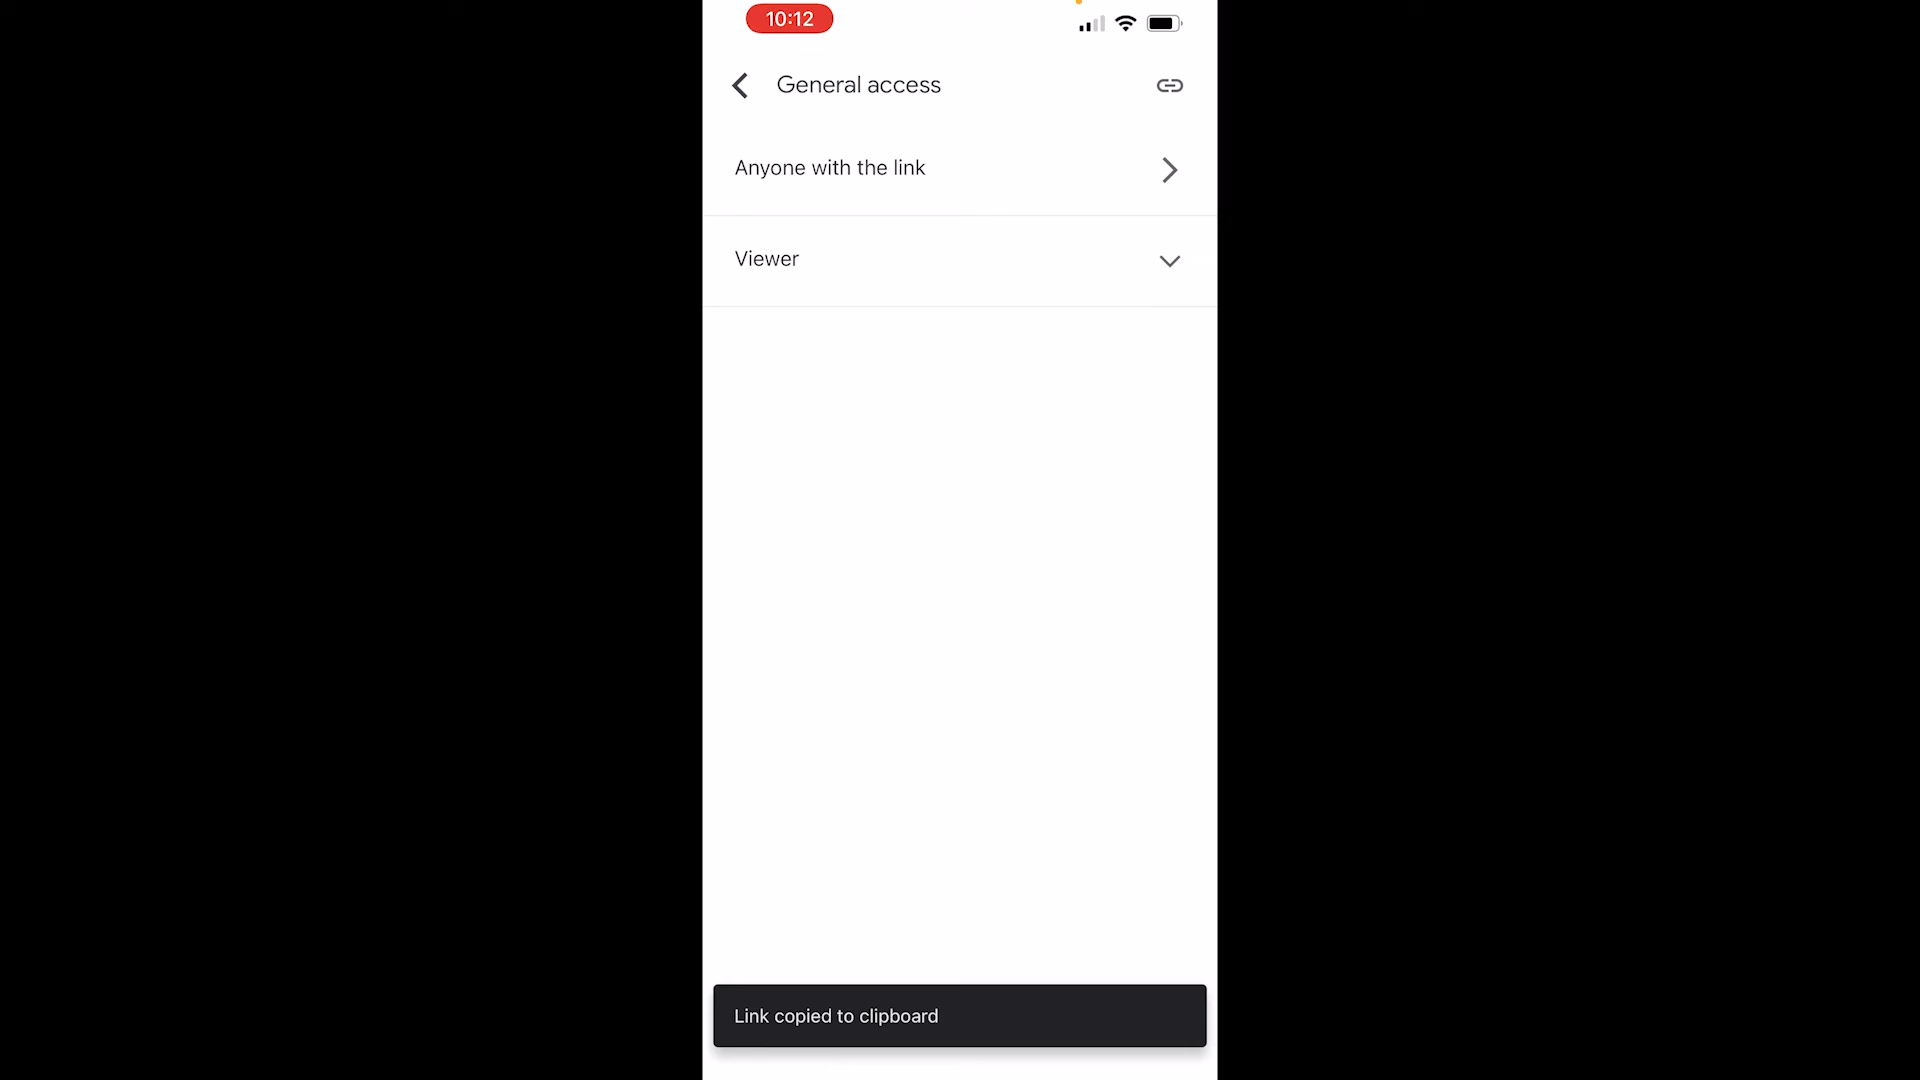 10:12
General access
Anyone with the link
Viewer
Link copied to clipboard